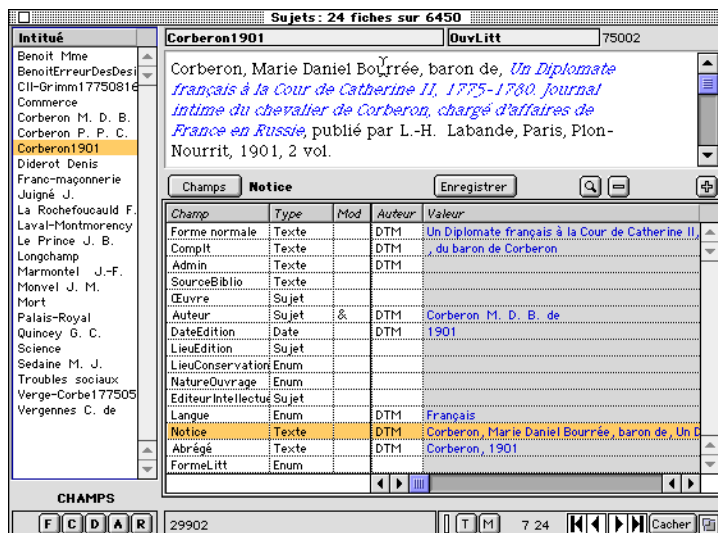 Sujets: 24 fiches sur 6450
Intitué
Benoit Mme
BenoitErreurDesDesi
CII-Grimm17750816
Commerce
Corberon M. D. B.
Corberon P. P. C.
Corberon1901
Diderot Denis
Franc-maçonnerie
Juigné J.
La Rochefoucauld F.
Laval-Montmorency
Le Prince J. B.
Longchamp
Marmontel J.-F.
Monvel J. M.
Mort
Palais-Royal
Quincey G. C.
Science
Sedaine M. J.
Troubles sociaux
Verge-Corbe177505
Vergennes C. de
CHAMPS
F C D A R
Corberon1901 OuvLitt 75002
Corberon, Marie Daniel Bourrée, baron de, Un Diplomate
français à la Cour de Catherine II, 1775-1780. Journal
intime du chevalier de Corberon, chargé d'affaires de
France en Russie, publié par L.-H. Labande, Paris, Plon-
Nourrit, 1901, 2 vol.
Champs Notice Enregistrer
Champ Type Mod Auteur Valeur
Forme normale Texte DTM Un Diplomate français à la Cour de Catherine II,
Complt Texte DTM , du baron de Corberon
Admin Texte DTM
SourceBiblio Texte
Œuvre Sujet
Auteur Sujet & DTM Corberon M. D. B. de
DateEdition Date DTM 1901
LieuEdition Sujet
LieuConservation Enum
NatureOuvrage Enum
EditeurIntellectue Sujet
Langue Enum DTM Français
Notice Texte DTM Corberon, Marie Daniel Bourrée, baron de, Un D
Abrégé Texte DTM Corberon, 1901
FormeLitt Enum
29902 T M 7 24 Cacher